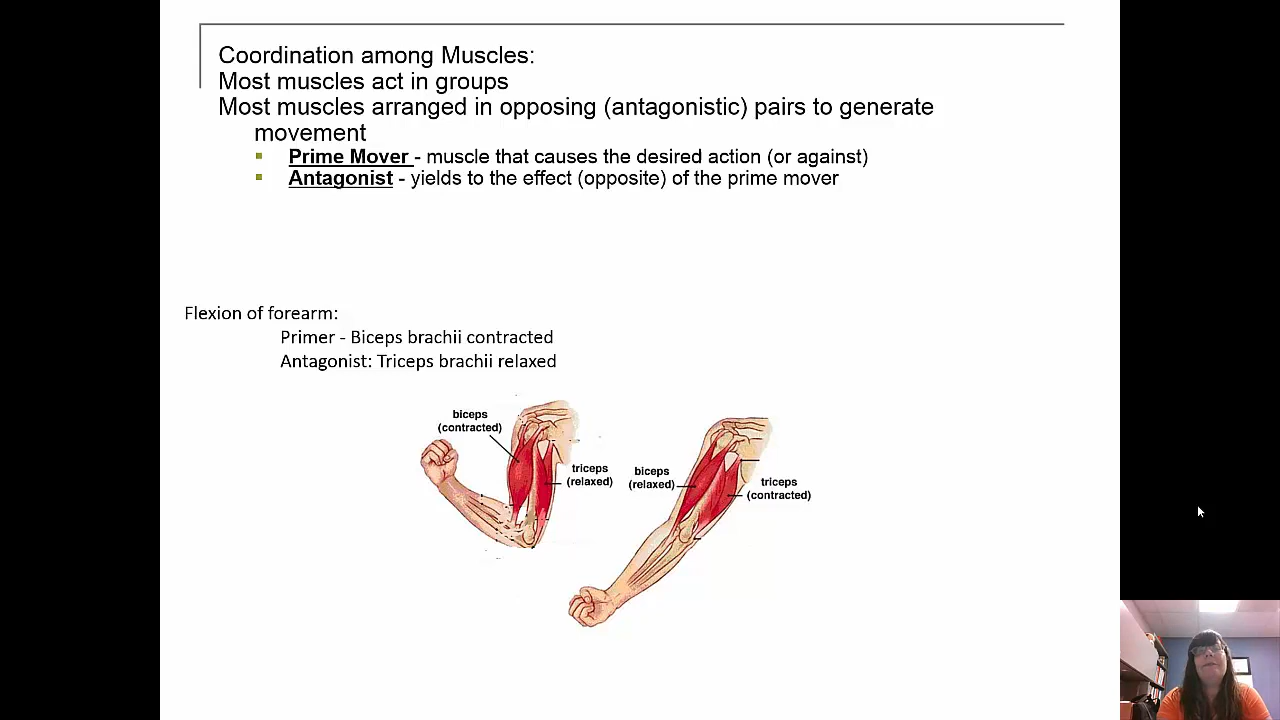 Coordination among Muscles:
Most muscles act in groups
Most muscles arranged in opposing (antagonistic) pairs to generate
movement
Prime Mover - muscle that causes the desired action (or against)
Antagonist - yields to the effect (opposite) of the prime mover
Flexion of forearm:
Primer - Biceps brachii contracted
Antagonist: Triceps brachii relaxed
biceps
(contracted)
triceps
(relaxed)
biceps
(relaxed)
triceps
(contracted)